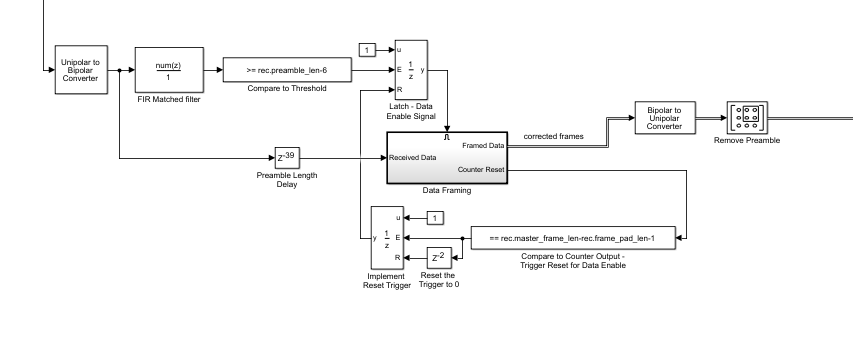 Unipolar to
Bipolar
Converter
num(z)
1
FIR Matched filter
>= rec.preamble_len-6
Compare to Threshold
1
u
E
R
1
z
y
Latch - Data
Enable Signal
Z-39
Preamble Length
Delay
Received Data
Framed Data
Counter Reset
Data Framing
corrected frames
Bipolar to
Unipolar
Converter
Remove Preamble
y
1
z
u
E
R
Implement
Reset Trigger
1
Z-2
Reset the
Trigger to 0
== rec.master_frame_len-rec.frame_pad_len-1
Compare to Counter Output -
Trigger Reset for Data Enable